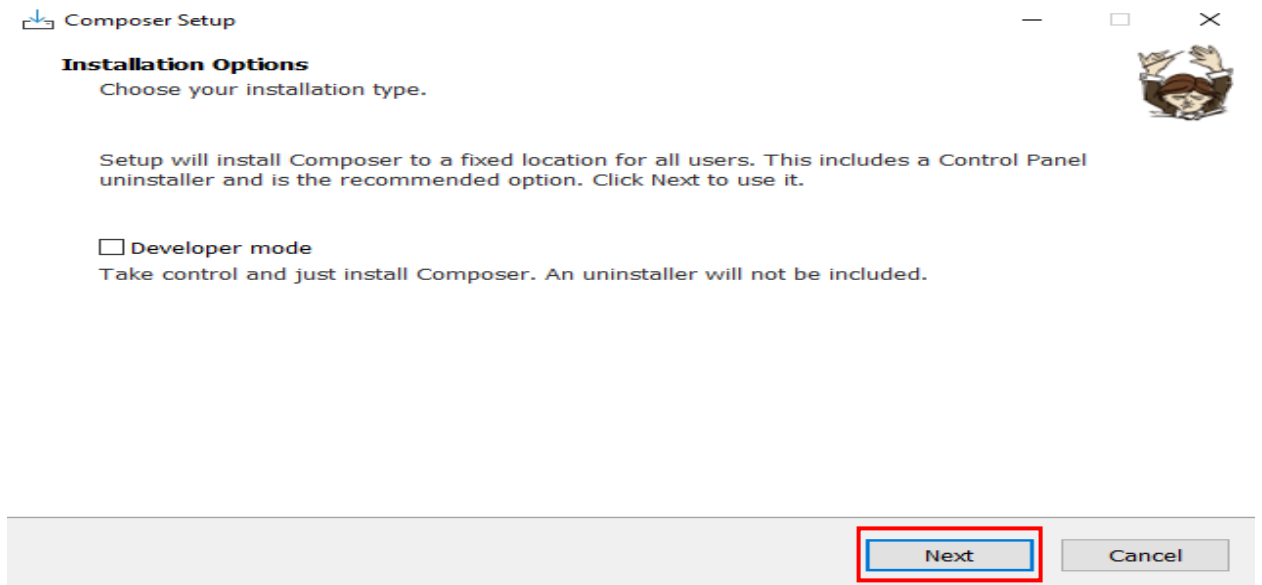 Composer Setup
Installation Options
Choose your installation type.
Setup will install Composer to a fixed location for all users. This includes a Control Panel
uninstaller and is the recommended option. Click Next to use it.
Developer mode
Take control and just install Composer. An uninstaller will not be included.
Next
Cancel